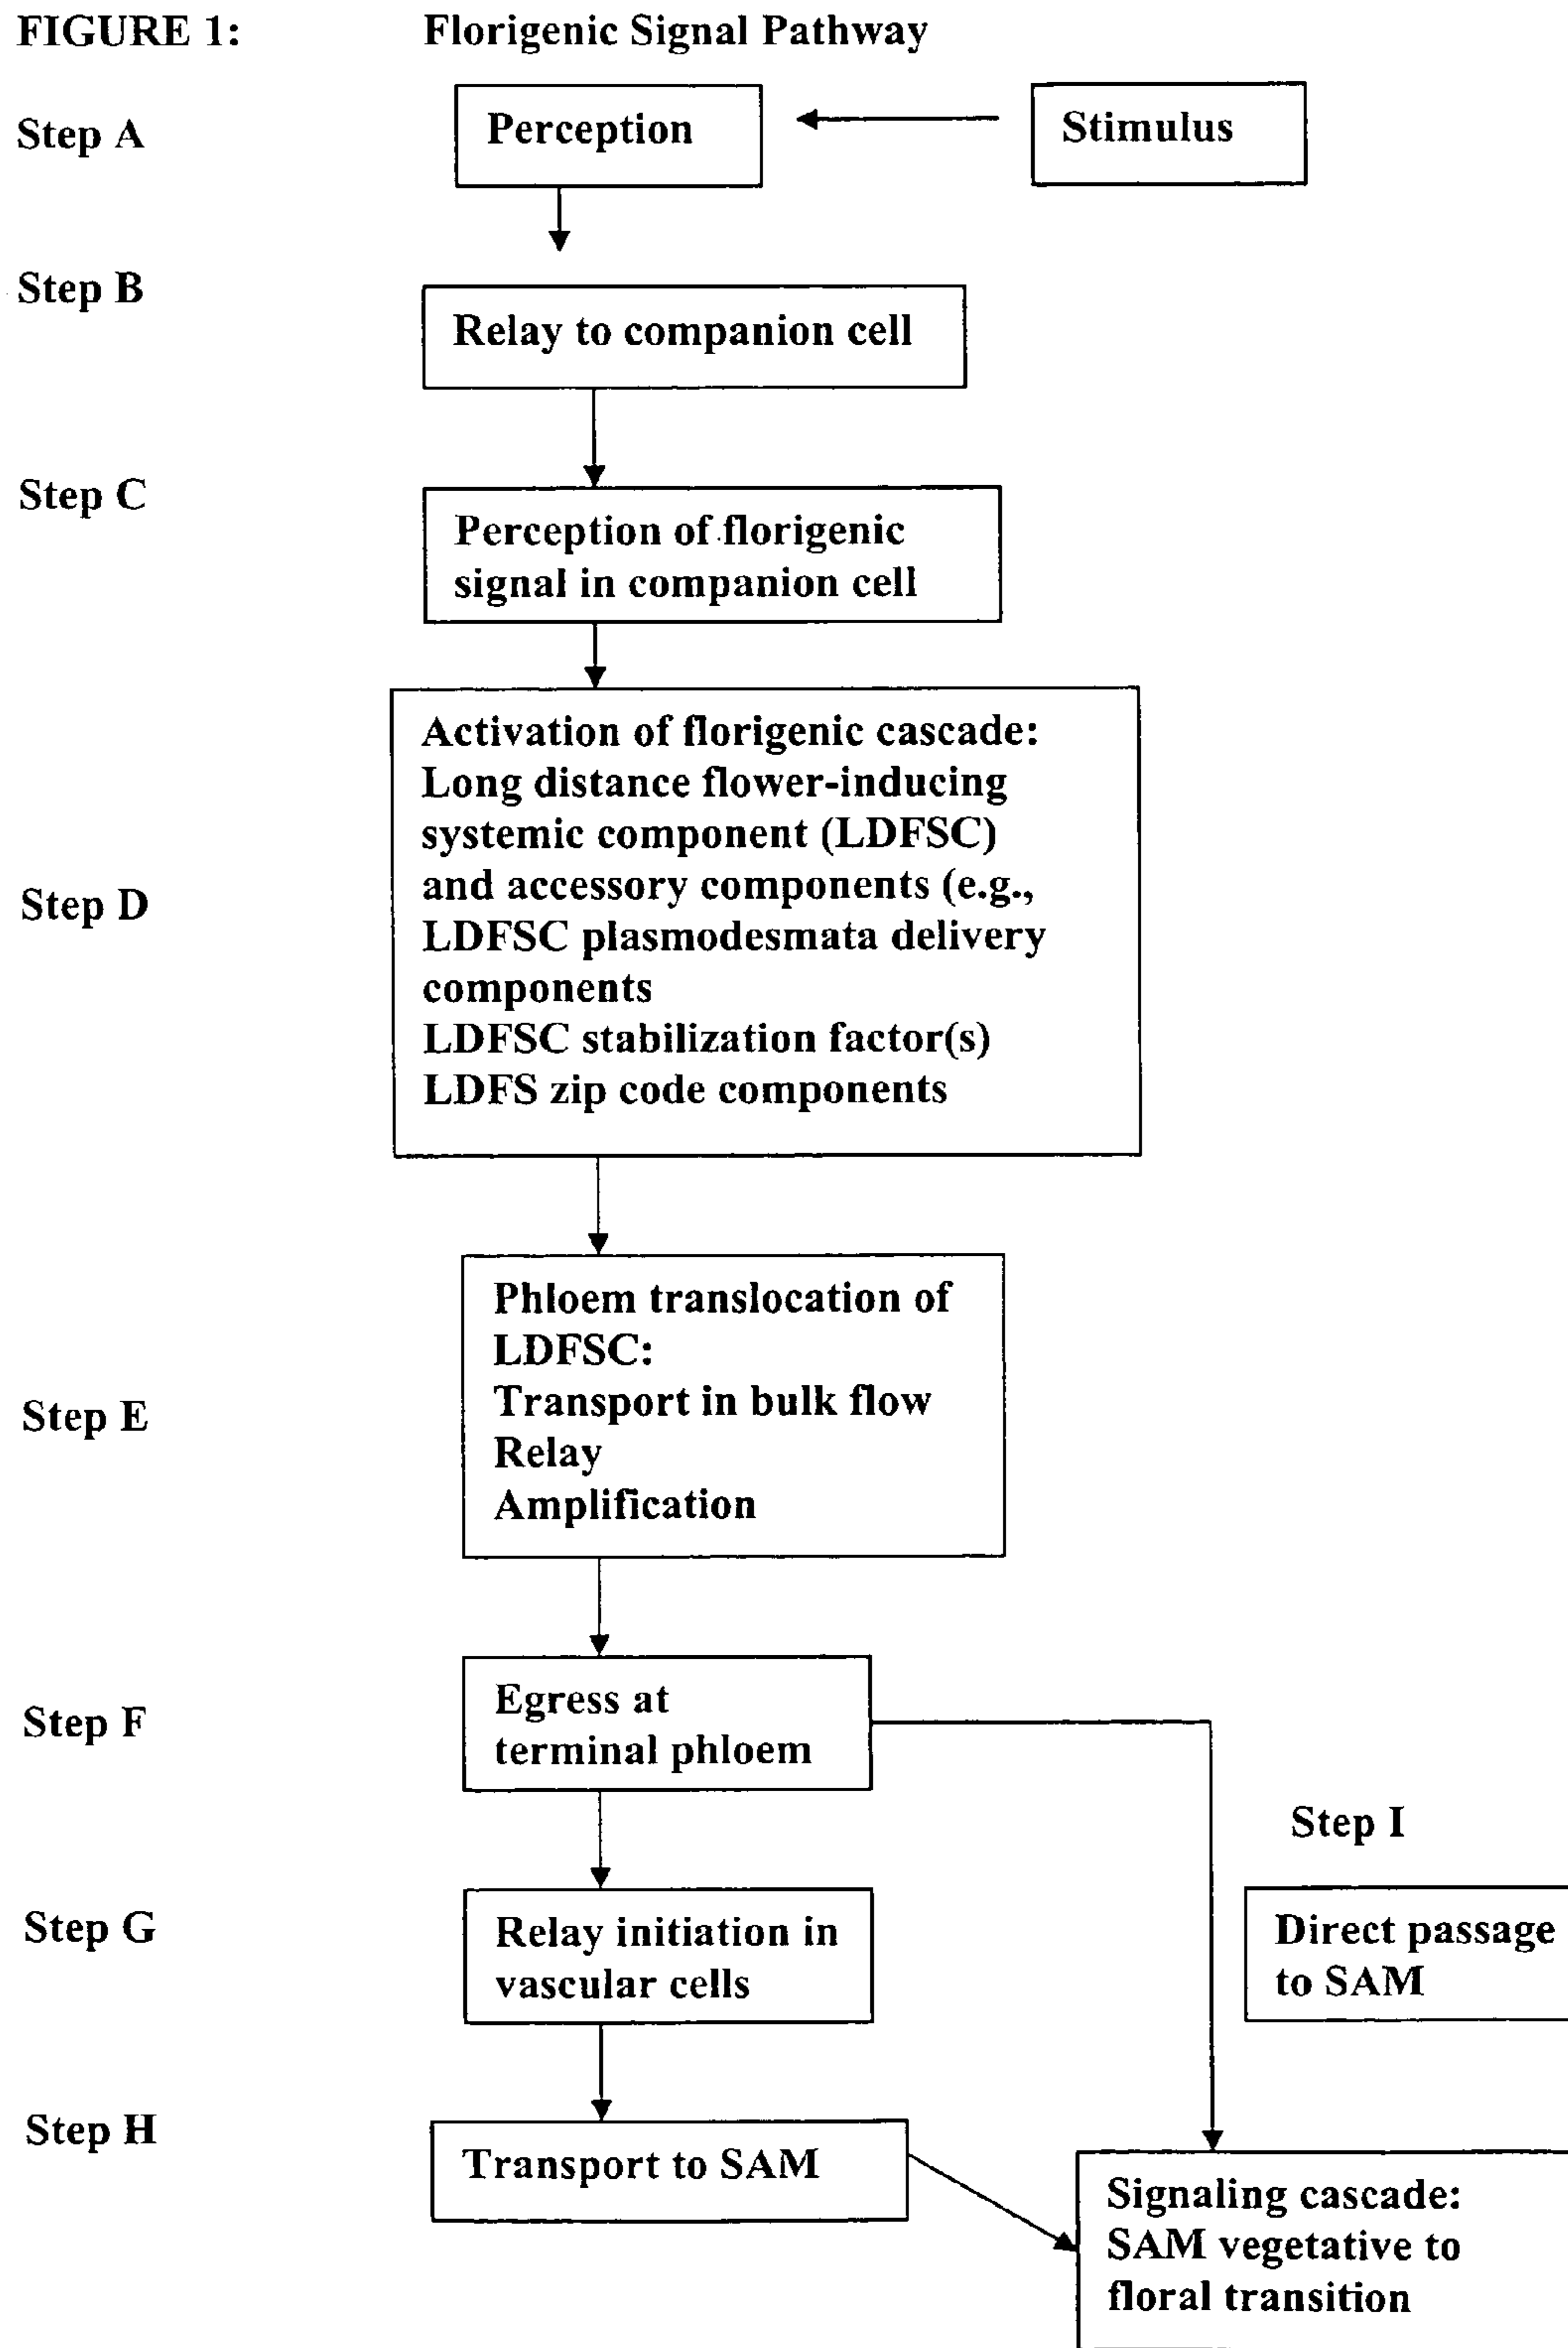 FIGURE 1: Florigenic Signal Pathway
Step A
Perception
Stimulus
Step B
Relay to companion cell
Step C
Perception of florigenic
signal in companion cell
Step D
Activation of florigenic cascade:
Long distance flower-inducing
systemic component (LDFSC)
and accessory components (e.g.,
LDFSC plasmodesmata delivery
components
LDFSC stabilization factor(s)
LDFS zip code components
Step E
Phloem translocation of
LDFSC:
Transport in bulk flow
Relay
Amplification
Step F
Egress at
terminal phloem
Step G
Relay initiation in
vascular cells
Step I
Direct passage
to SAM
Step H
Transport to SAM
Signaling cascade:
SAM vegetative to
floral transition